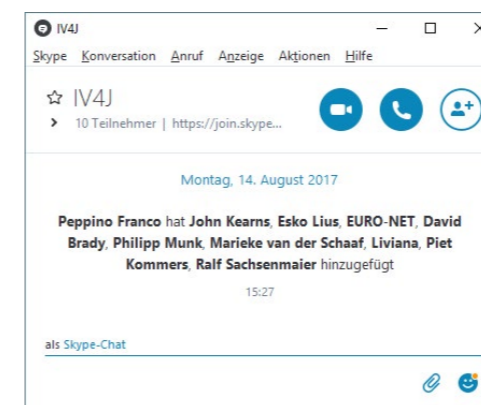 IV4J
Skype Konversation Anruf Anzeige Aktionen Hilfe
IV4J
10 Teilnehmer | https://join.skype...
Montag, 14. August 2017
Peppino Franco hat John Kearns, Esko Lius, EURO-NET, David
Brady, Philipp Munk, Marieke van der Schaaf, Liviana, Piet
Kommers, Ralf Sachsenmaier hinzugefügt
15:27
als Skype-Chat